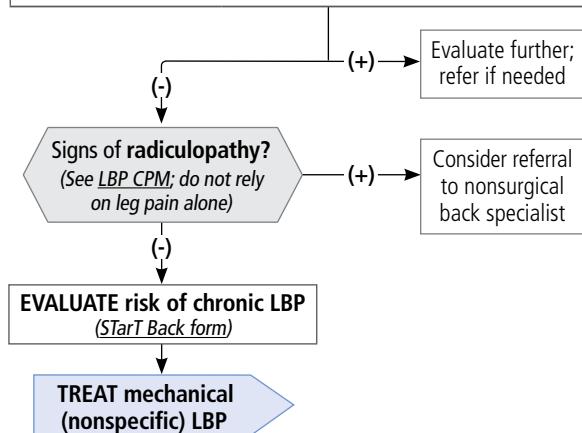 (+)
Evaluate further;
refer if needed
(-)
Signs of radiculopathy?
(See LBP CPM; do not rely
on leg pain alone)
(+)
Consider referral
to nonsurgical
back specialist
(-)
EVALUATE risk of chronic LBP
(STarT Back form)
TREAT mechanical
(nonspecific) LBP